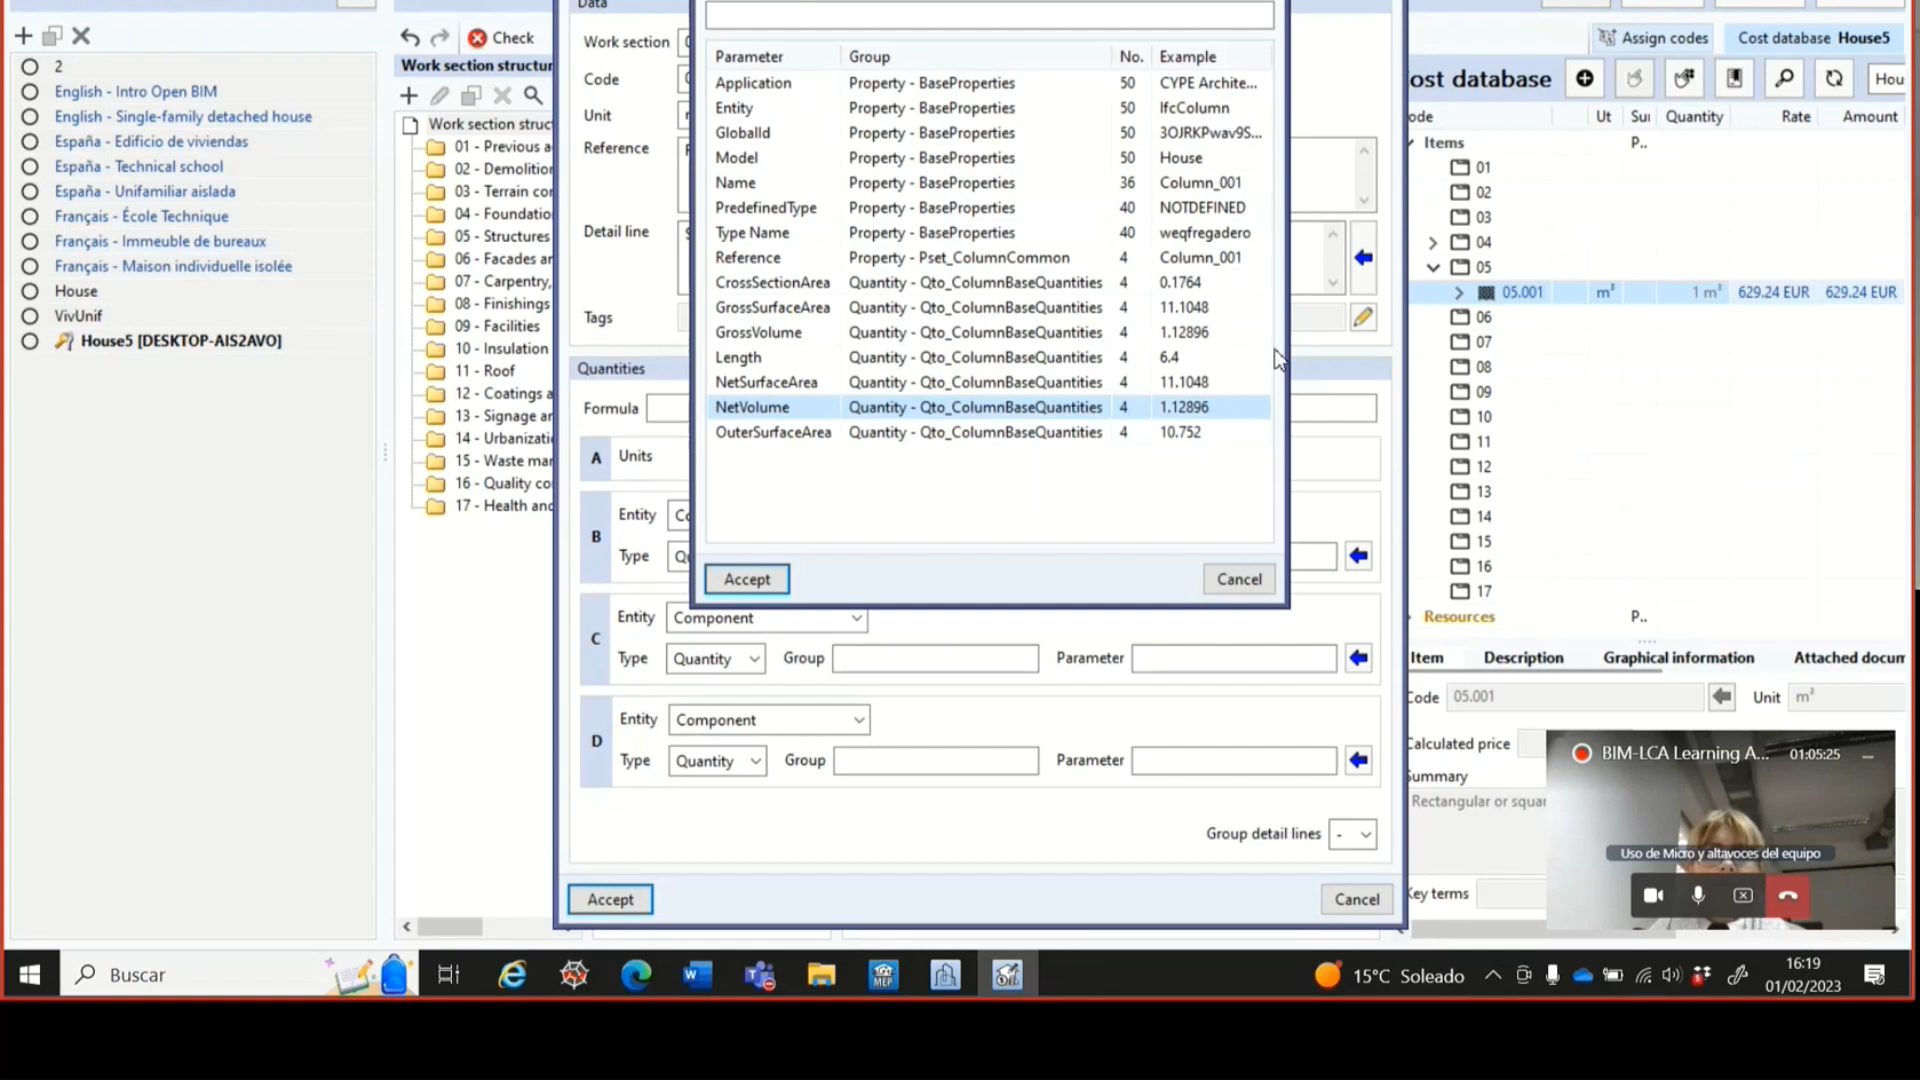 Data
Check
Work section structur
Work section struct
2
English - Intro Open BIM
English - Single-family detached house
España - Edificio de viviendas
España - Technical school
España - Unifamiliar aislada
Français - École Technique
Français - Immeuble de bureaux
Français - Maison individuelle isolée
House
VivUnif
House5 [DESKTOP-AIS2AVO]
01 - Previous a
02 - Demolition
03 - Terrain con
04 - Foundatio
05 - Structures
06 - Facades ar
07 - Carpentry,
08 - Finishings
09 - Facilities
10 - Insulation
11 - Roof
12 - Coatings a
13 - Signage ar
14 - Urbanizatio
15 - Waste mar
16 - Quality co
17 - Health and
Work section
Code
Unit
Reference
Detail line
Tags
Parameter Group No. Example
Application Property - BaseProperties 50 CYPE Archite...
Entity Property - BaseProperties 50 IfcColumn
GlobalId Property - BaseProperties 50 3OJRKPwav9S...
Model Property - BaseProperties 50 House
Name Property - BaseProperties 36 Column_001
PredefinedType Property - BaseProperties 40 NOTDEFINED
Type Name Property - BaseProperties 40 weqfregadero
Reference Property - Pset_ColumnCommon 4 Column_001
CrossSectionArea Quantity - Qto_ColumnBaseQuantities 4 0.1764
GrossSurfaceArea Quantity - Qto_ColumnBaseQuantities 4 11.1048
GrossVolume Quantity - Qto_ColumnBaseQuantities 4 1.12896
Length Quantity - Qto_ColumnBaseQuantities 4 6.4
NetSurfaceArea Quantity - Qto_ColumnBaseQuantities 4 11.1048
NetVolume Quantity - Qto_ColumnBaseQuantities 4 1.12896
OuterSurfaceArea Quantity - Qto_ColumnBaseQuantities 4 10.752
Accept Cancel
Quantities
Formula
A Units
B Entity
Type
C Entity Component
Type Quantity Group Parameter
D Entity Component
Type Quantity Group Parameter
Group detail lines -
Accept Cancel
Assign codes Cost database House5
ost database Hou
ode Ut Sur Quantity Rate Amount
Items P..
01
02
03
04
05
05.001 m³ 1 m³ 629.24 EUR 629.24 EUR
06
07
08
09
10
11
12
13
14
15
16
17
Resources P..
Item Description Graphical information Attached docum
Code 05.001 Unit m³
Calculated price
Summary
Rectangular or squar
Key terms
BIM-LCA Learning A... 01:05:25
Uso de Micro y altavoces del equipo
Buscar
MEP
15°C Soleado
16:19
01/02/2023